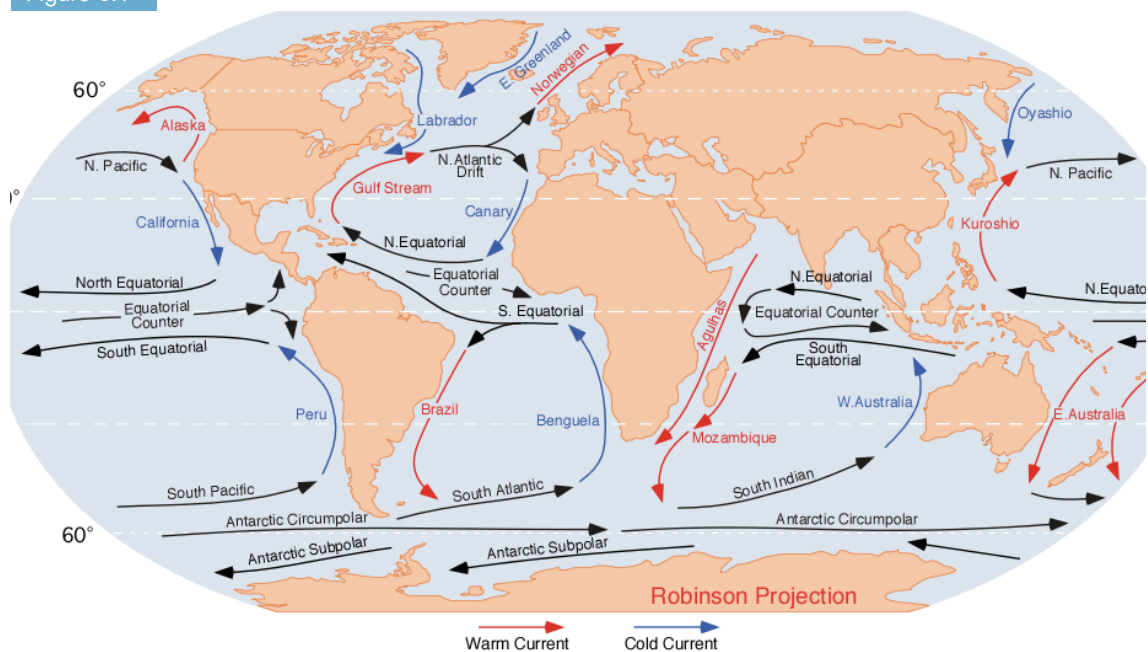 60°
Alaska
N. Pacific
California
North Equatorial
Equatorial
Counter
South Equatorial
Peru
South Pacific
60°
Labrador
E. Greenland
Norwegian
N.Atlantic
Drift
Gulf Stream
Canary
N.Equatorial
Equatorial
Counter
S. Equatorial
Brazil
Benguela
South Atlantic
Antarctic Circumpolar
Antarctic Subpolar
Antarctic Subpolar
Agulhas
N.Equatorial
Equatorial Counter
South
Equatorial
Mozambique
W.Australia
South Indian
Antarctic Circumpolar
Oyashio
N. Pacific
Kuroshio
N.Equato
E.Australia
Robinson Projection
Warm Current
Cold Current